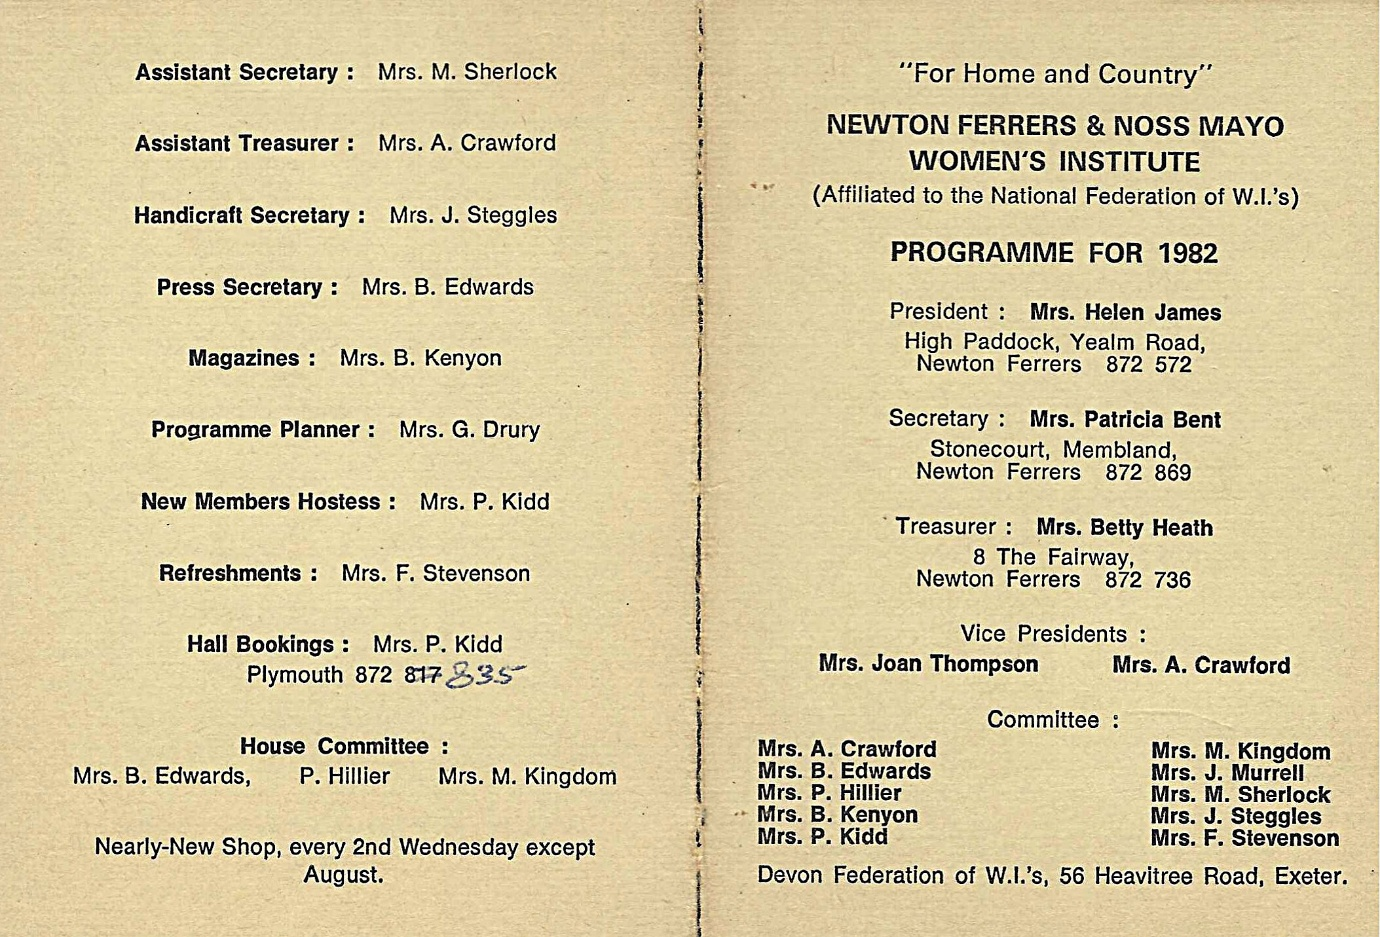 Assistant Secretary : Mrs. M. Sherlock
Assistant Treasurer : Mrs. A. Crawford
Handicraft Secretary : Mrs. J. Steggles
Press Secretary : Mrs. B. Edwards
Magazines : Mrs. B. Kenyon
Programme Planner : Mrs. G. Drury
New Members Hostess : Mrs. P. Kidd
Refreshments : Mrs. F. Stevenson
Hall Bookings : Mrs. P. Kidd
Plymouth 872 817 835
House Committee :
Mrs. B. Edwards, P. Hillier Mrs. M. Kingdom
Nearly-New Shop, every 2nd Wednesday except
August.
"For Home and Country"
NEWTON FERRERS & NOSS MAYO
WOMEN'S INSTITUTE
(Affiliated to the National Federation of W.I.'s)
PROGRAMME FOR 1982
President : Mrs. Helen James
High Paddock, Yealm Road,
Newton Ferrers 872 572
Secretary : Mrs. Patricia Bent
Stonecourt, Membland,
Newton Ferrers 872 869
Treasurer : Mrs. Betty Heath
8 The Fairway,
Newton Ferrers 872 736
Vice Presidents :
Mrs. Joan Thompson Mrs. A. Crawford
Committee :
Mrs. A. Crawford Mrs. M. Kingdom
Mrs. B. Edwards Mrs. J. Murrell
Mrs. P. Hillier Mrs. M. Sherlock
Mrs. B. Kenyon Mrs. J. Steggles
Mrs. P. Kidd Mrs. F. Stevenson
Devon Federation of W.I.'s, 56 Heavitree Road, Exeter.